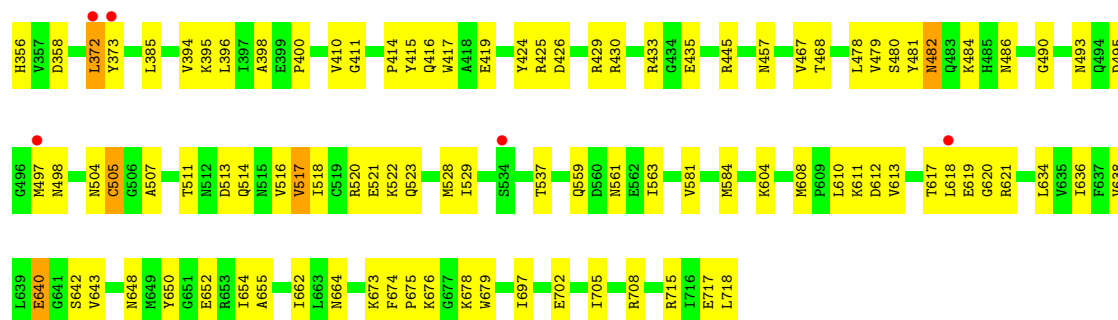 H356 V357 D358 L372 Y373 L385 V394 K395 L396 I397 A398 E399 P400 V410 G411 P414 Y415 Q416 W417 A418 E419 Y424 R425 D426 R429 R430 R433 G434 E435 R445 N457 V467 T468 L478 V479 S480 Y481 N482 Q483 K484 H485 N486 G490 N493 Q494 D495
G496 M497 N498 N504 C505 G506 A507 T511 N512 D513 Q514 N515 V516 V517 I518 C519 R520 E521 K522 Q523 M528 I529 S534 T537 Q559 D560 N561 E562 I563 V581 M584 K604 M608 P609 L610 K611 D612 V613 T617 L618 E619 G620 R621 L634 V635 I636 F637 V638
L639 E640 G641 S642 V643 N648 M649 Y650 G651 E652 R653 I654 A655 I662 L663 N664 K673 F674 P675 K676 G677 K678 W679 I697 E702 I705 R708 R715 I716 E717 L718